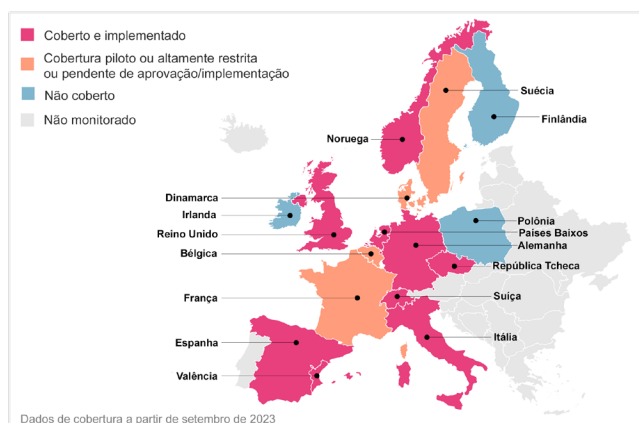 Coberto e implementado
Cobertura piloto ou altamente restrita
ou pendente de aprovação/implementação
Não coberto
Não monitorado
Suécia
Finlândia
Noruega
Dinamarca
Irlanda
Reino Unido
Bélgica
França
Espanha
Valência
Polônia
Paises Baixos
Alemanha
República Tcheca
Suíça
Itália
Dados de cobertura a partir de setembro de 2023